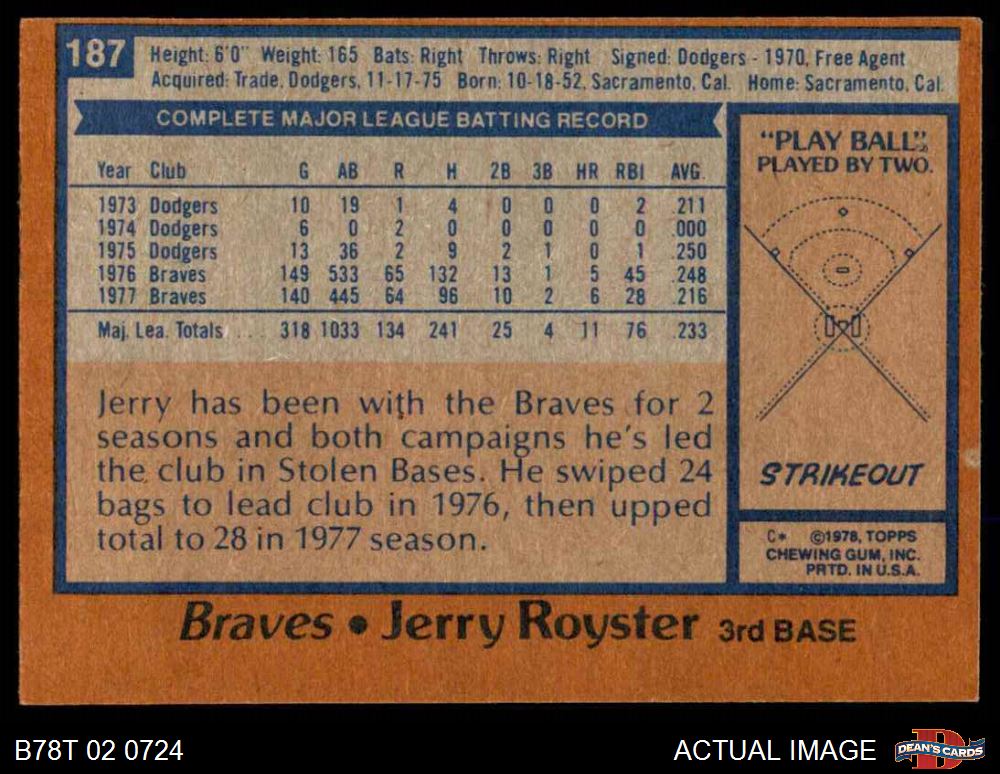 187
Height: 6'0" Weight: 165 Bats: Right Throws: Right Signed: Dodgers - 1970, Free Agent
Acquired: Trade, Dodgers, 11-17-75 Born: 10-18-52, Sacramento, Cal. Home: Sacramento, Cal.
COMPLETE MAJOR LEAGUE BATTING RECORD
Year Club G AB R H 2B 3B HR RBI AVG.
1973 Dodgers 10 19 1 4 0 0 0 2 .211
1974 Dodgers 6 0 2 0 0 0 0 0 .000
1975 Dodgers 13 36 2 9 2 1 0 1 .250
1976 Braves 149 533 65 132 13 1 5 45 .248
1977 Braves 140 445 64 96 10 2 6 28 .216
Maj. Lea. Totals . . . . 318 1033 134 241 25 4 11 76 .233
Jerry has been with the Braves for 2
seasons and both campaigns he's led
the club in Stolen Bases. He swiped 24
bags to lead club in 1976, then upped
total to 28 in 1977 season.
"PLAY BALL"
PLAYED BY TWO.
STRIKEOUT
C* ©1978, TOPPS
CHEWING GUM, INC.
PRTD. IN U.S.A.
Braves • Jerry Royster 3rd BASE
B78T 02 0724
ACTUAL IMAGE
DEAN'S CARDS